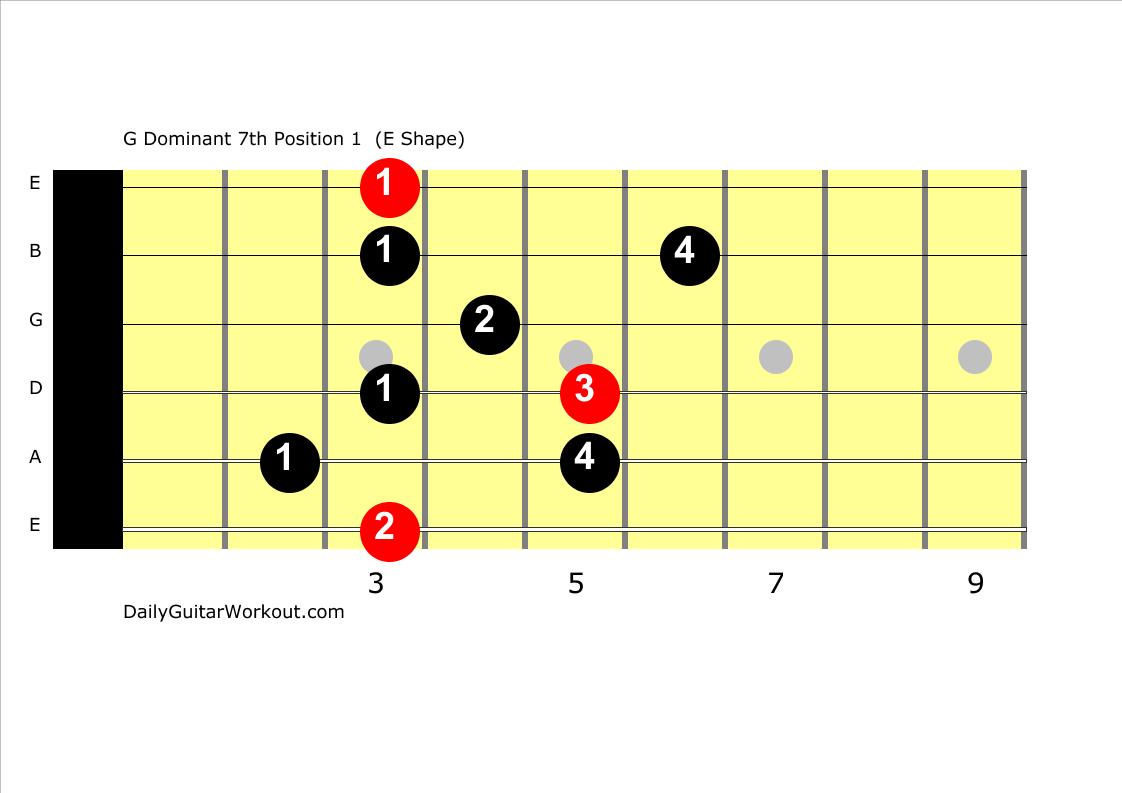 G Dominant 7th Position 1 (E Shape)
E 1
B 1 4
G 2
D 1 3
A 1 4
E 2
3 5 7 9
DailyGuitarWorkout.com